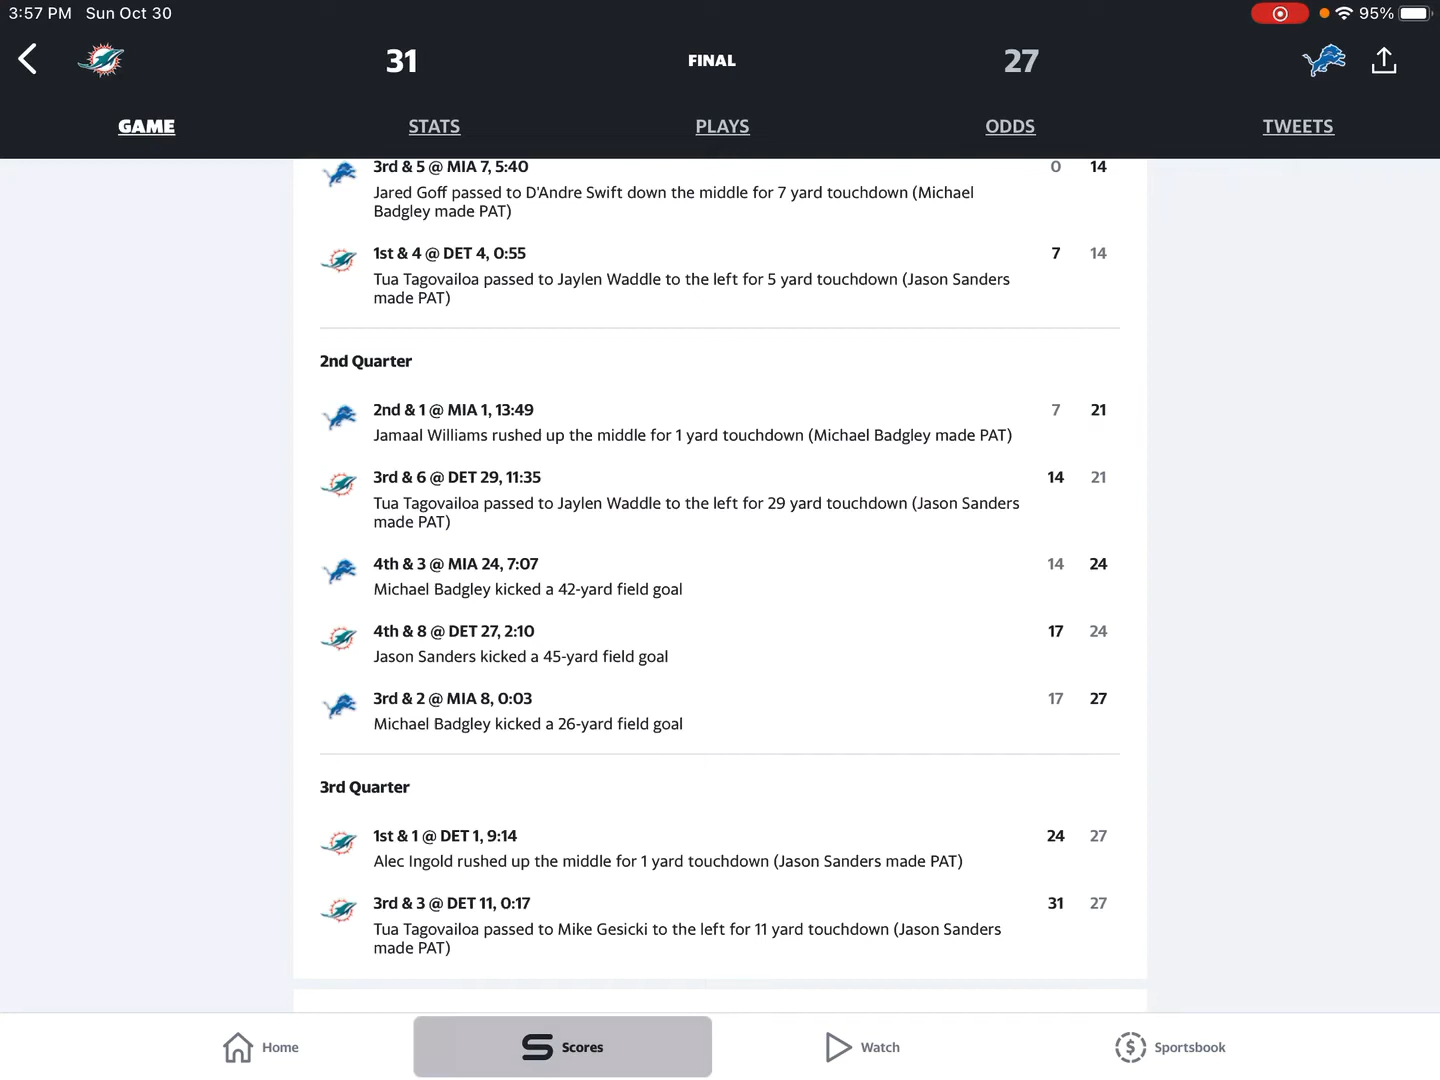 3:57 PM Sun Oct 30
95%
31 FINAL 27
GAME STATS PLAYS ODDS TWEETS
3rd & 5 @ MIA 7, 5:40 0 14
Jared Goff passed to D'Andre Swift down the middle for 7 yard touchdown (Michael
Badgley made PAT)
1st & 4 @ DET 4, 0:55 7 14
Tua Tagovailoa passed to Jaylen Waddle to the left for 5 yard touchdown (Jason Sanders
made PAT)
2nd Quarter
2nd & 1 @ MIA 1, 13:49 7 21
Jamaal Williams rushed up the middle for 1 yard touchdown (Michael Badgley made PAT)
3rd & 6 @ DET 29, 11:35 14 21
Tua Tagovailoa passed to Jaylen Waddle to the left for 29 yard touchdown (Jason Sanders
made PAT)
4th & 3 @ MIA 24, 7:07 14 24
Michael Badgley kicked a 42-yard field goal
4th & 8 @ DET 27, 2:10 17 24
Jason Sanders kicked a 45-yard field goal
3rd & 2 @ MIA 8, 0:03 17 27
Michael Badgley kicked a 26-yard field goal
3rd Quarter
1st & 1 @ DET 1, 9:14 24 27
Alec Ingold rushed up the middle for 1 yard touchdown (Jason Sanders made PAT)
3rd & 3 @ DET 11, 0:17 31 27
Tua Tagovailoa passed to Mike Gesicki to the left for 11 yard touchdown (Jason Sanders
made PAT)
Home Scores Watch Sportsbook